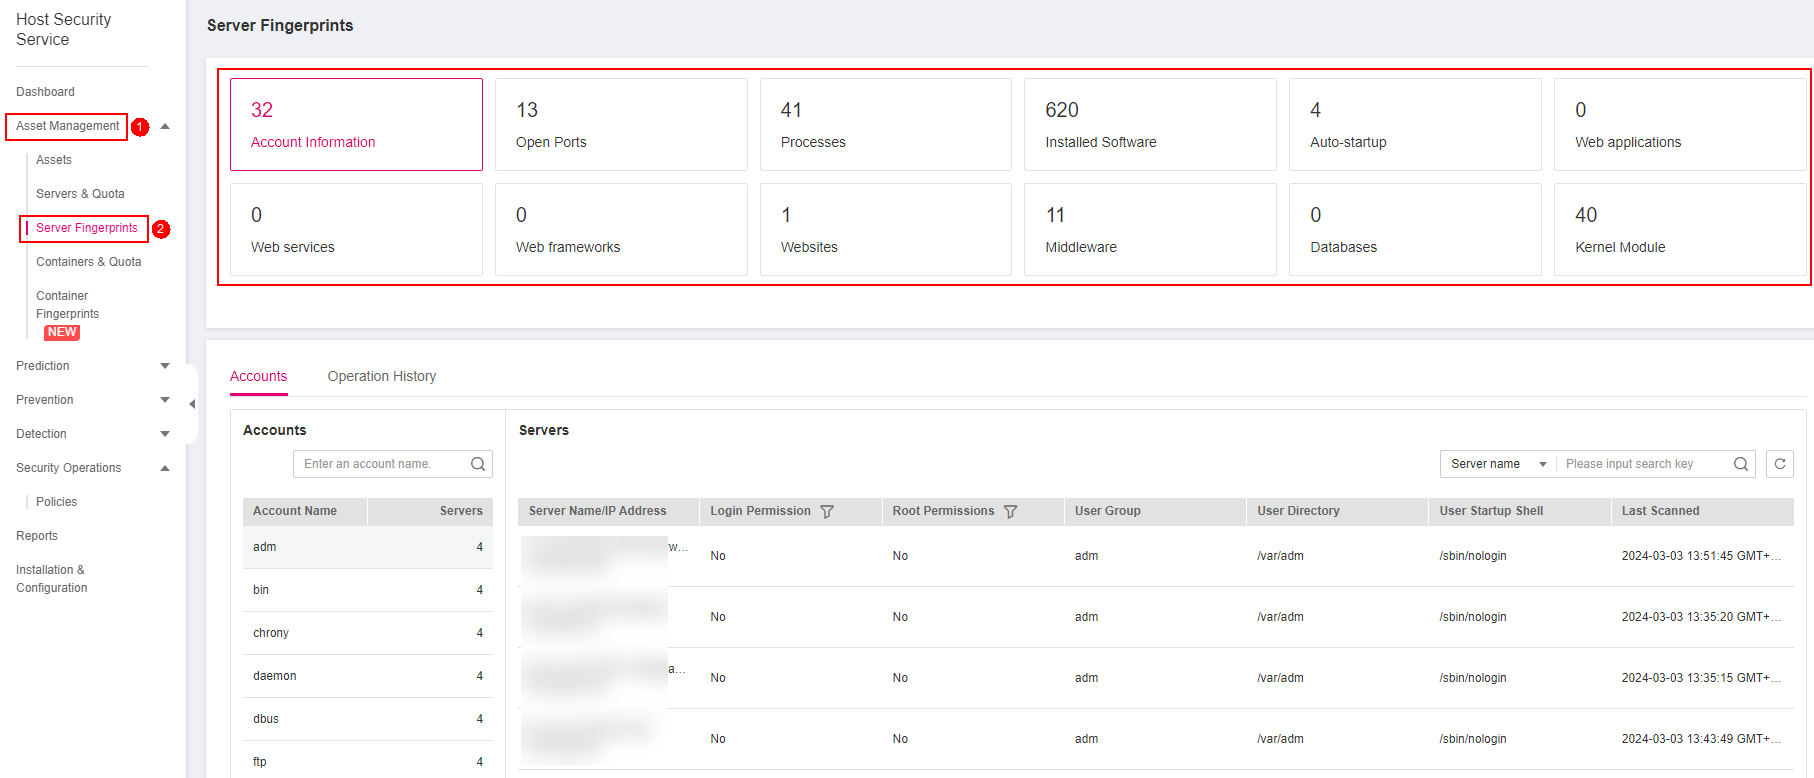 Host Security
Service
Dashboard
Asset Management 1
Assets
Servers & Quota
Server Fingerprints 2
Containers & Quota
Container
Fingerprints
NEW
Prediction
Prevention
Detection
Security Operations
Policies
Reports
Installation &
Configuration
Server Fingerprints
32 13 41 620 4 0
Account Information Open Ports Processes Installed Software Auto-startup Web applications
0 0 1 11 0 40
Web services Web frameworks Websites Middleware Databases Kernel Module
Accounts Operation History
Accounts
Enter an account name.
Account Name Servers
adm 4
bin 4
chrony 4
daemon 4
dbus 4
ftp 4
Servers
Server name Please input search key
Server Name/IP Address Login Permission Root Permissions User Group User Directory User Startup Shell Last Scanned
w... No No adm /var/adm /sbin/nologin 2024-03-03 13:51:45 GMT+...
No No adm /var/adm /sbin/nologin 2024-03-03 13:35:20 GMT+...
a... No No adm /var/adm /sbin/nologin 2024-03-03 13:35:15 GMT+...
No No adm /var/adm /sbin/nologin 2024-03-03 13:43:49 GMT+...